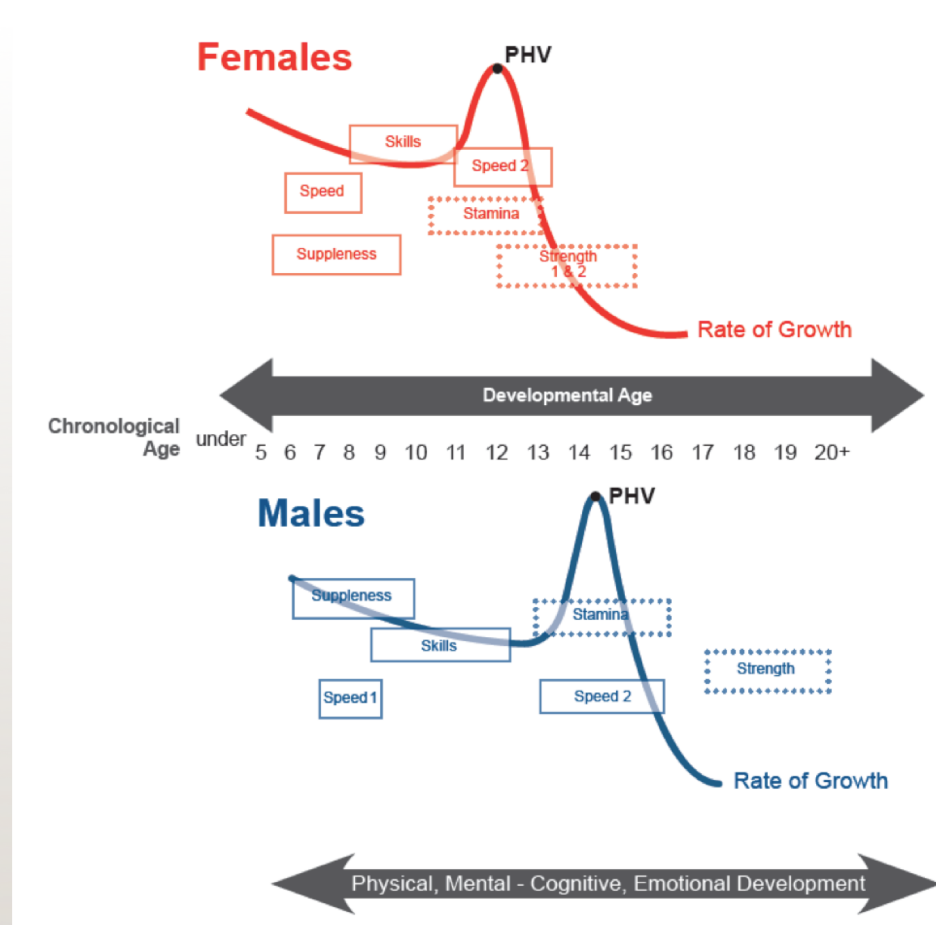 Females
PHV
Skills
Speed 2
Speed
Stamina
Suppleness
Strength
1 & 2
Rate of Growth
Developmental Age
Chronological
Age
under 5 6 7 8 9 10 11 12 13 14 15 16 17 18 19 20+
Males
PHV
Suppleness
Stamina
Skills
Strength
Speed 1
Speed 2
Rate of Growth
Physical, Mental - Cognitive, Emotional Development